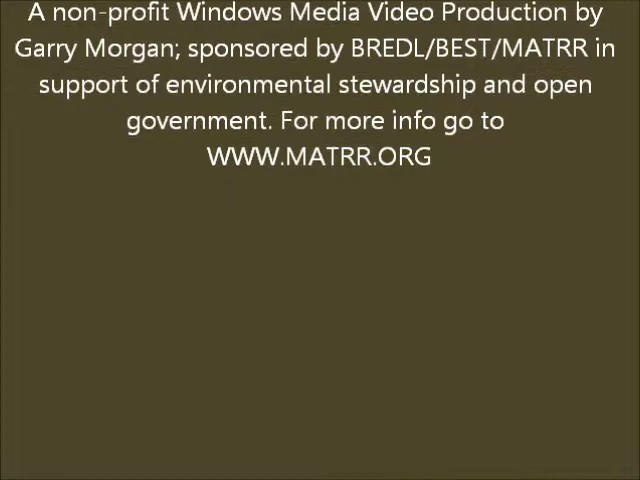 A non-profit Windows Media Video Production by
Garry Morgan; sponsored by BREDL/BEST/MATRR in
support of environmental stewardship and open
government. For more info go to
WWW.MATRR.ORG